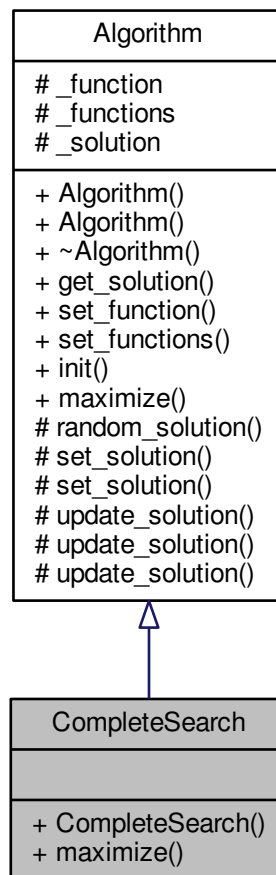 Algorithm
# _function
# _functions
# _solution
+ Algorithm()
+ Algorithm()
+ ~Algorithm()
+ get_solution()
+ set_function()
+ set_functions()
+ init()
+ maximize()
# random_solution()
# set_solution()
# set_solution()
# update_solution()
# update_solution()
# update_solution()
CompleteSearch
+ CompleteSearch()
+ maximize()